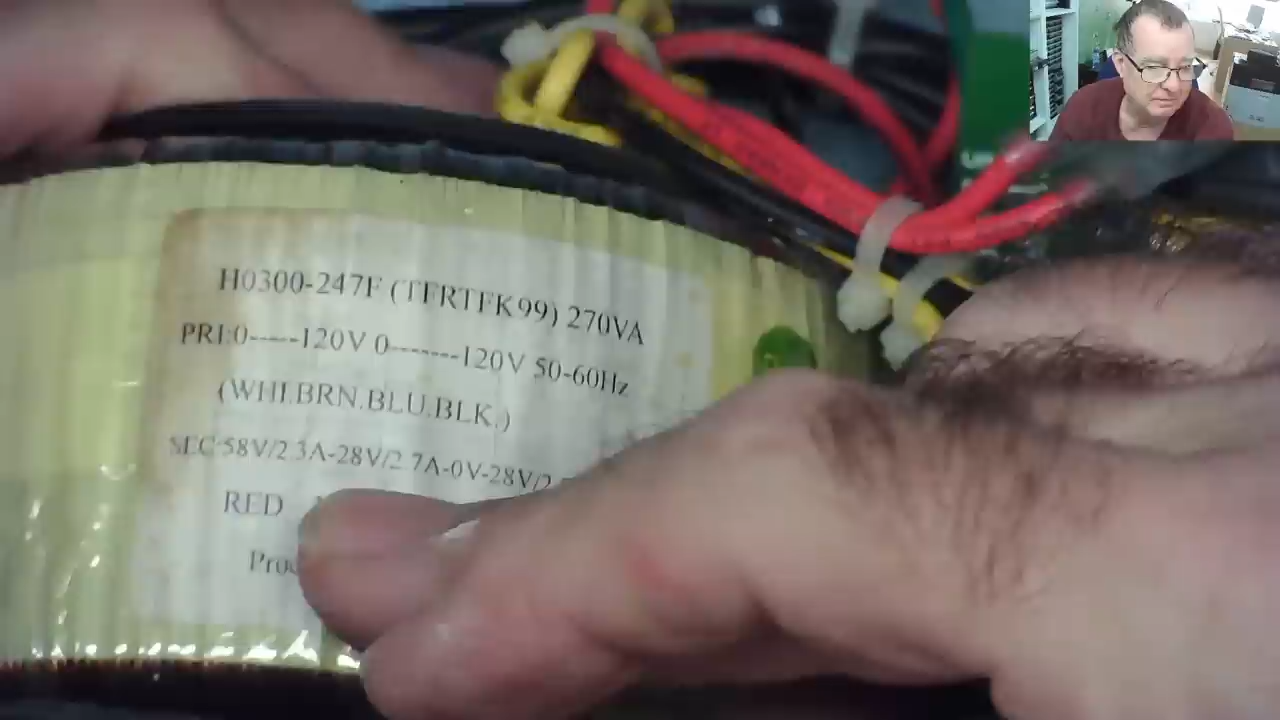 H0300-247F (TFRTFK99) 270VA
PRI:0-----120V 0-------120V 50-60Hz
(WHI.BRN.BLU.BLK.)
SEC:58V/2.3A-28V/2.7A-0V-28V/2
RED